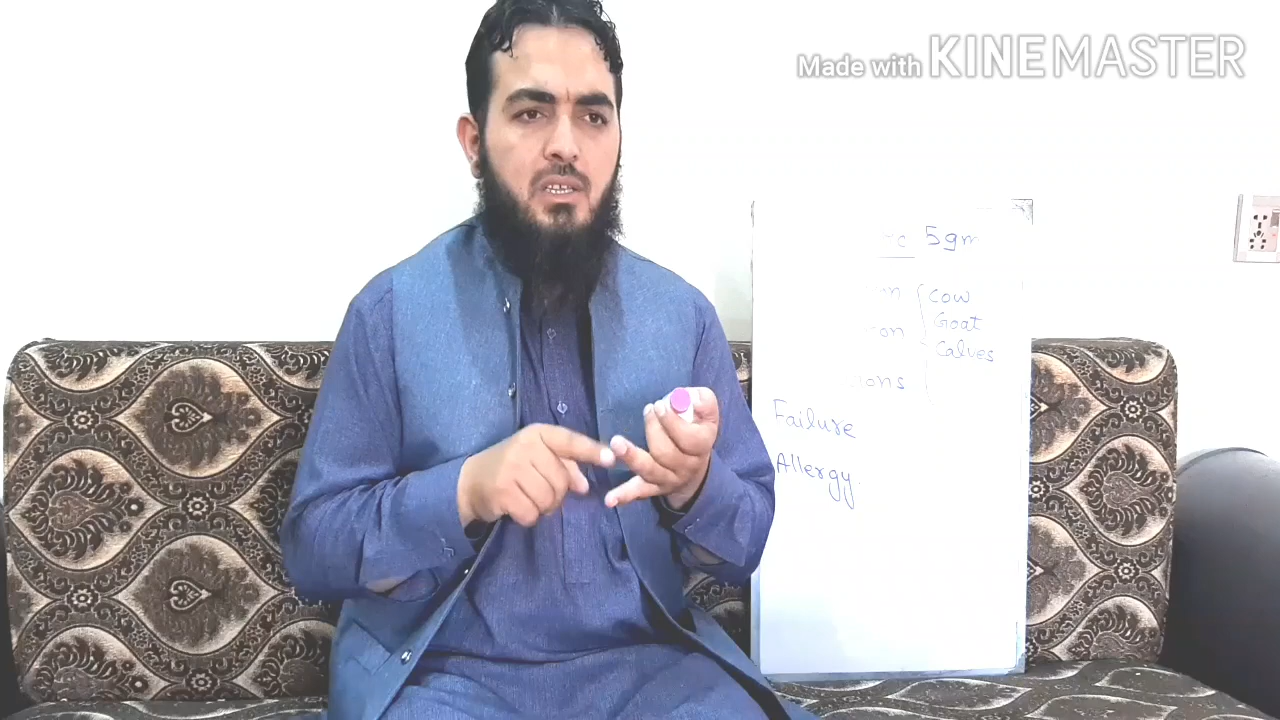 Made with KINEMASTER
5gm
Cow
Goat
Calves
Failure
Allergy